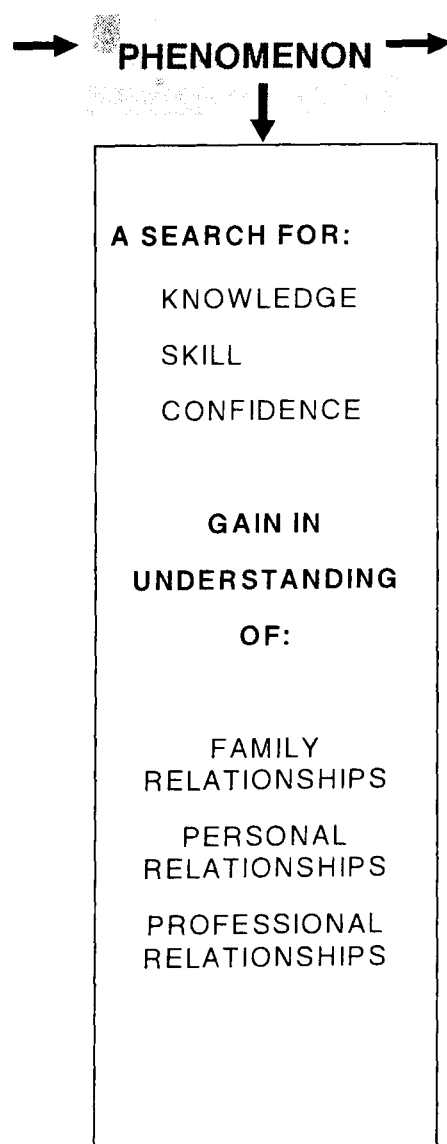 PHENOMENON
A SEARCH FOR:
KNOWLEDGE
SKILL
CONFIDENCE
GAIN IN
UNDERSTANDING
OF:
FAMILY
RELATIONSHIPS
PERSONAL
RELATIONSHIPS
PROFESSIONAL
RELATIONSHIPS